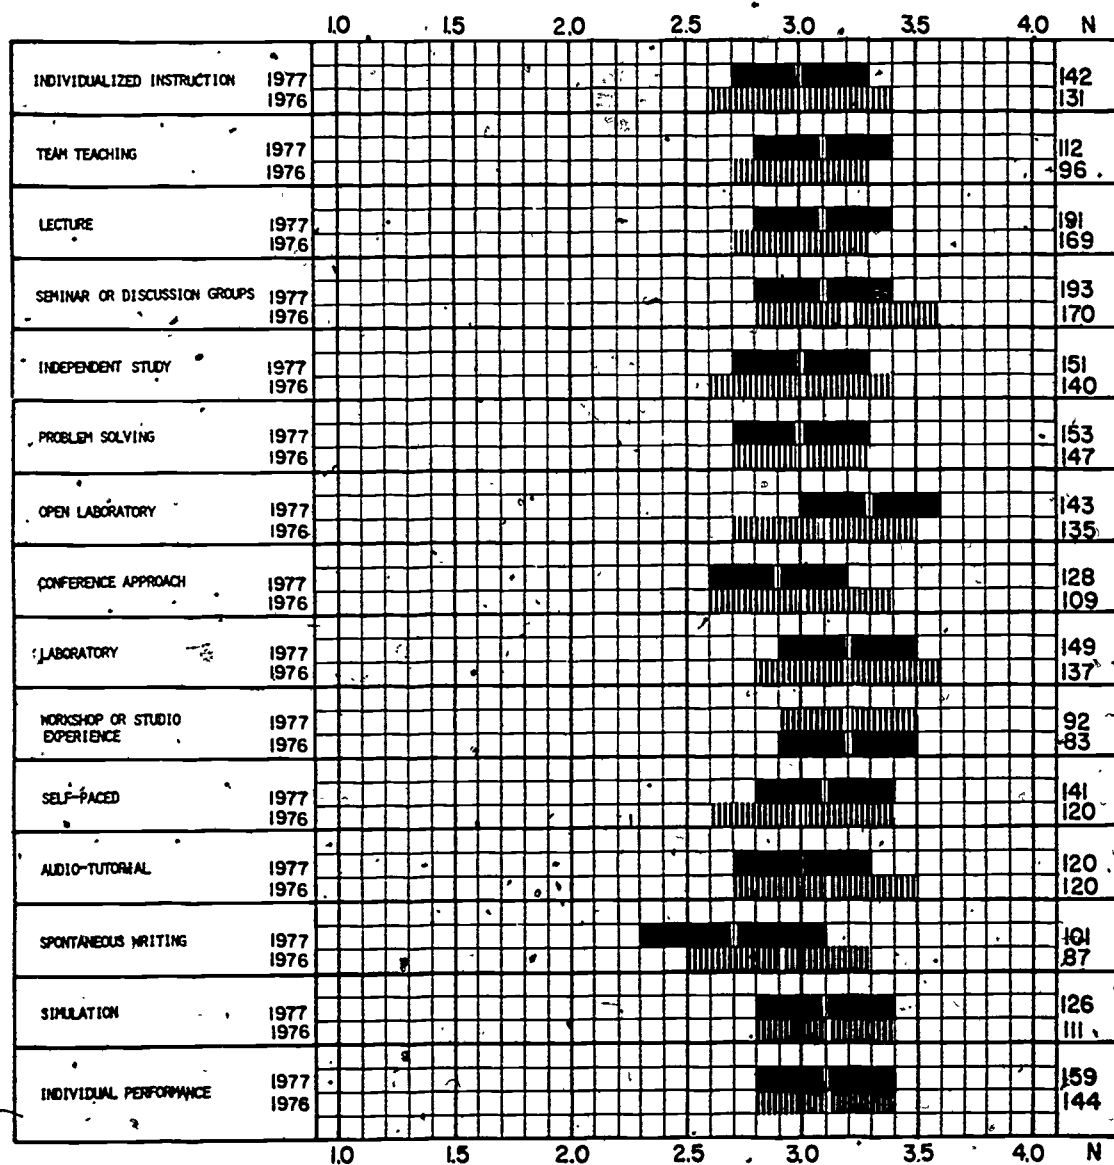 1.0 1.5 2.0 2.5 3.0 3.5 4.0 N
INDIVIDUALIZED INSTRUCTION 1977 142
1976 131
TEAM TEACHING 1977 112
1976 96
LECTURE 1977 191
1976 169
SEMINAR OR DISCUSSION GROUPS 1977 193
1976 170
INDEPENDENT STUDY 1977 151
1976 140
PROBLEM SOLVING 1977 153
1976 147
OPEN LABORATORY 1977 143
1976 135
CONFERENCE APPROACH 1977 128
1976 109
LABORATORY 1977 149
1976 137
WORKSHOP OR STUDIO 1977 92
EXPERIENCE 1976 83
SELF-PACED 1977 141
1976 120
AUDIO-TUTORIAL 1977 120
1976 120
SPONTANEOUS WRITING 1977 101
1976 87
SIMULATION 1977 126
1976 111
INDIVIDUAL PERFORMANCE 1977 159
1976 144
1.0 1.5 2.0 2.5 3.0 3.5 4.0 N